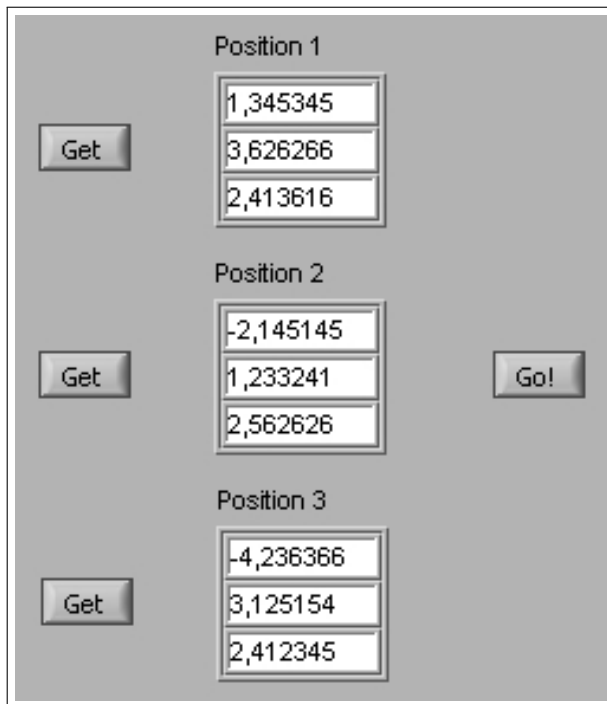 Position 1
1,345345
Get
3,626266
2,413616
Position 2
-2,145145
Get
1,233241
Go!
2,562626
Position 3
-4,236366
Get
3,125154
2,412345